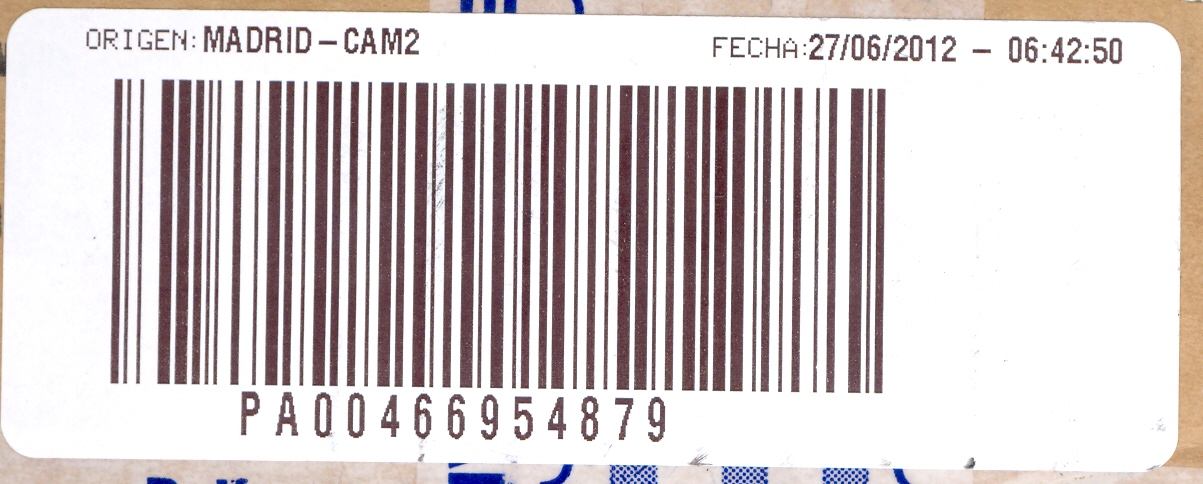 ORIGEN: MADRID – CAM2
FECHA: 27/06/2012 – 06:42:50
PA00466954879